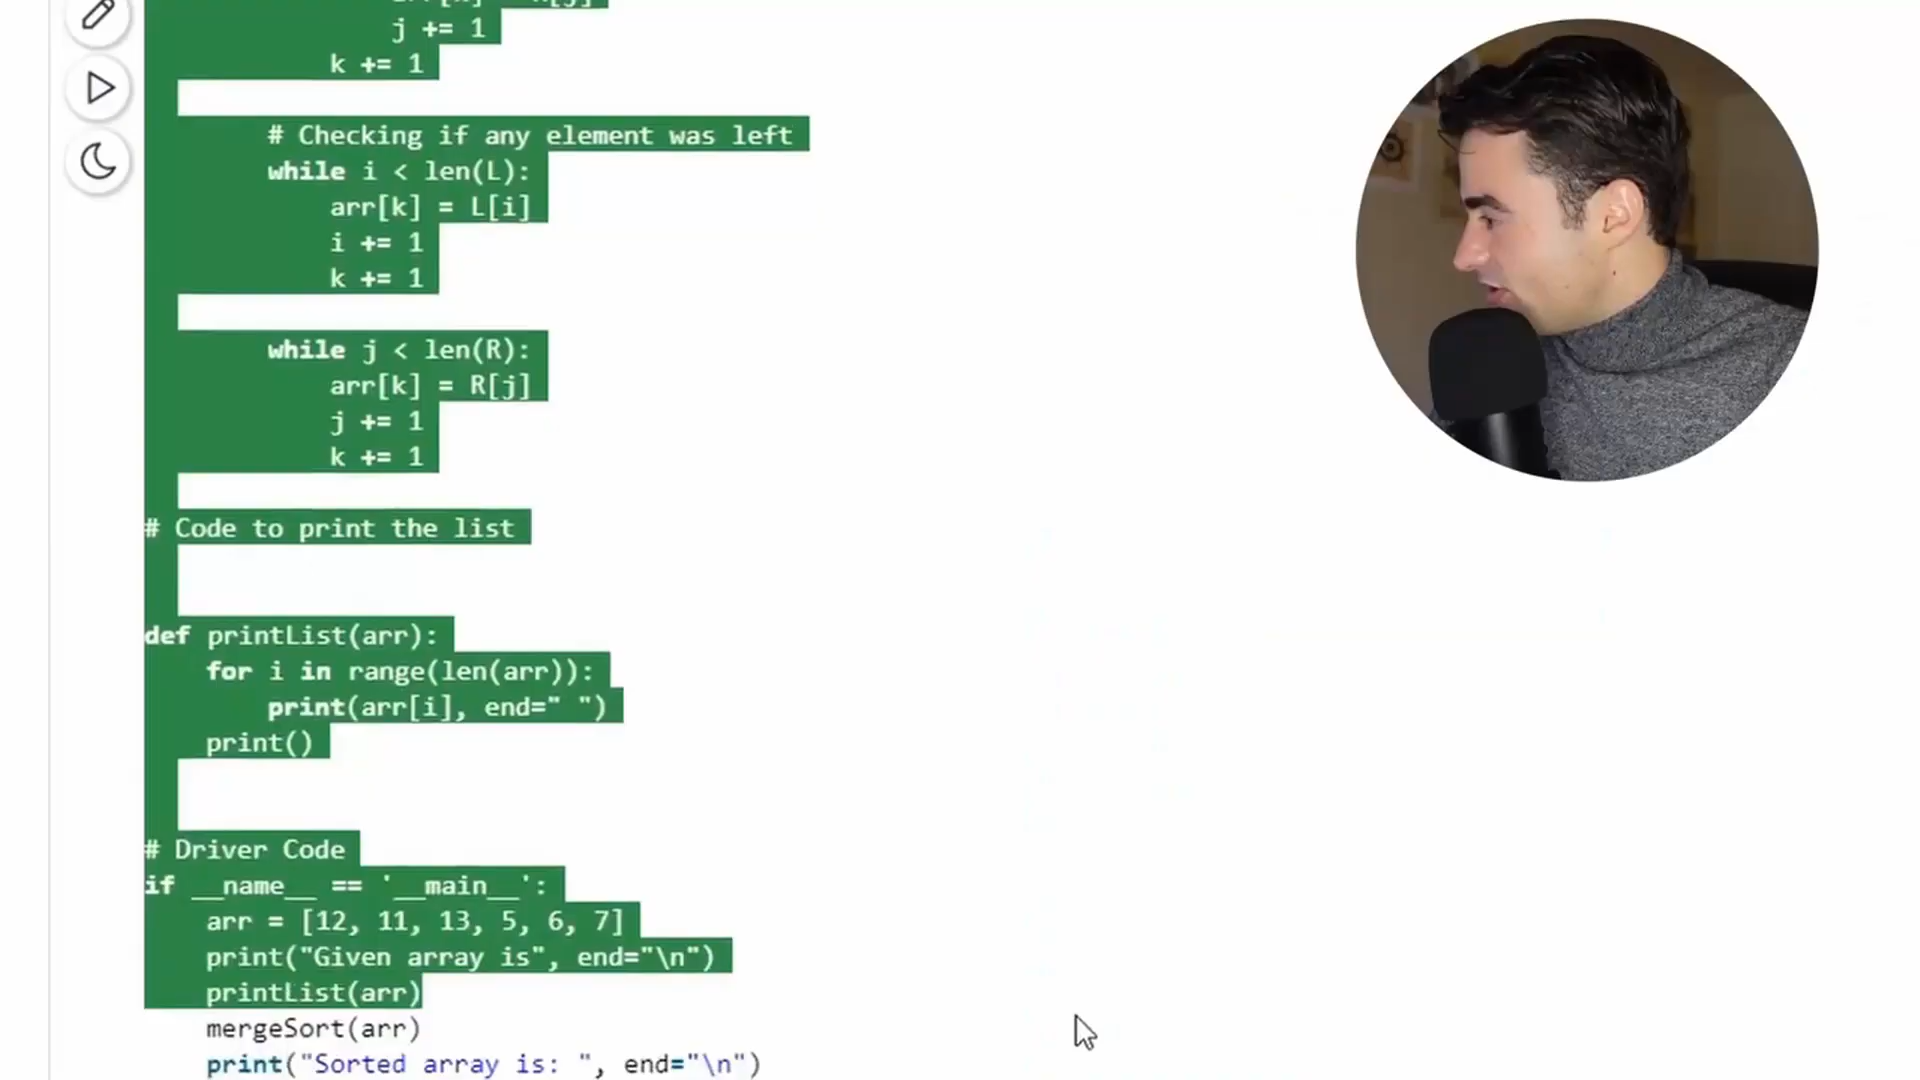 j += 1
k += 1
# Checking if any element was left
while i < len(L):
arr[k] = L[i]
i += 1
k += 1
while j < len(R):
arr[k] = R[j]
j += 1
k += 1
# Code to print the list
def printList(arr):
for i in range(len(arr)):
print(arr[i], end=" ")
print()
# Driver Code
if __name__ == '__main__':
arr = [12, 11, 13, 5, 6, 7]
print("Given array is", end="\n")
printList(arr)
mergeSort(arr)
print("Sorted array is: ", end="\n")